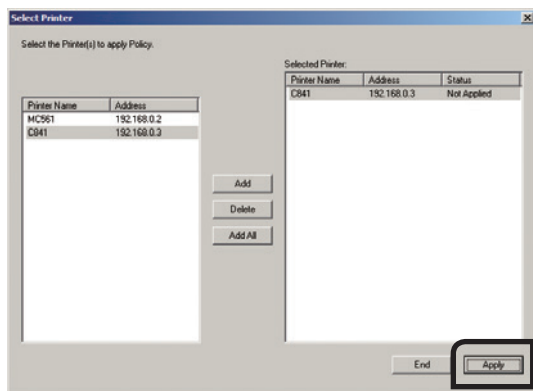 Select Printer
Select the Printer(s) to apply Policy.
Selected Printer:
Printer Name Address Status
C841 192.168.0.3 Not Applied
Printer Name Address
MC561 192.168.0.2
C841 192.168.0.3
Add
Delete
Add All
End Apply